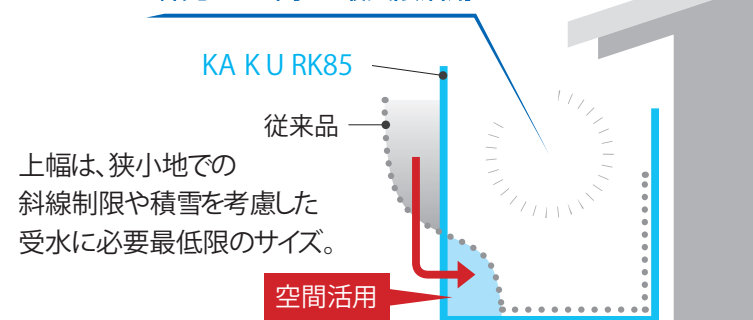 KAKU RK85
従来品
上幅は、狭小地での
斜線制限や積雪を考慮した
受水に必要最低限のサイズ。
空間活用